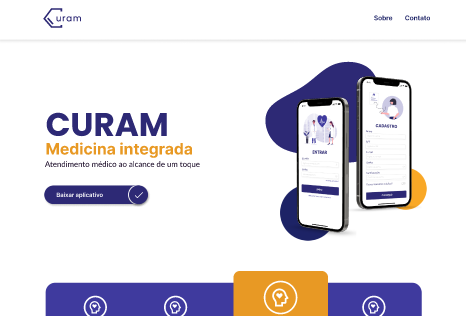 Curam
Sobre
Contato
CURAM
Medicina integrada
Atendimento médico ao alcance de um toque
Baixar aplicativo
ENTRAR
CADASTRO